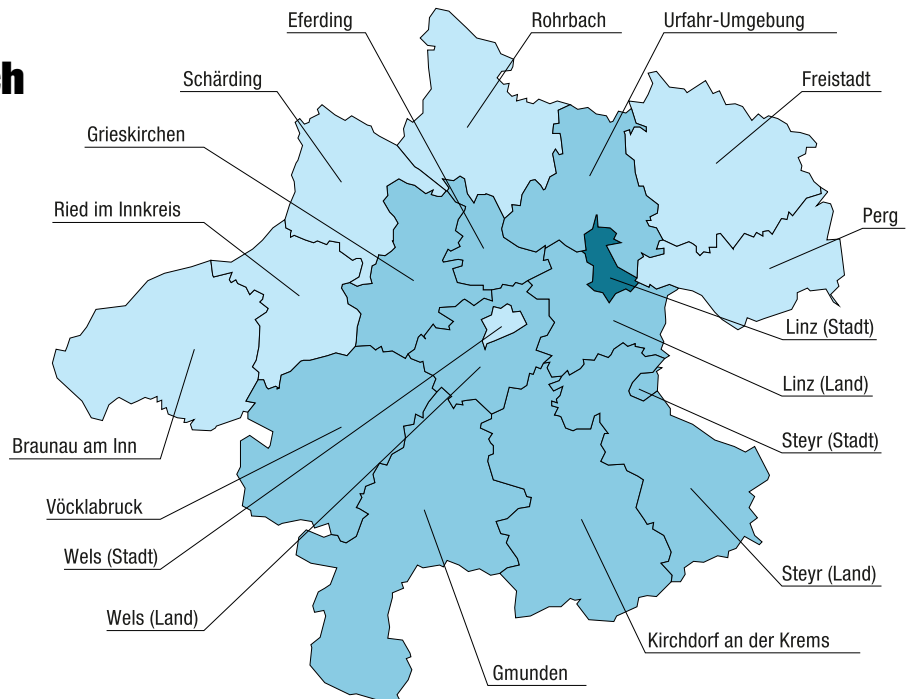 Eferding
Rohrbach
Urfahr-Umgebung
ch
Schärding
Freistadt
Grieskirchen
Ried im Innkreis
Perg
Linz (Stadt)
Linz (Land)
Steyr (Stadt)
Braunau am Inn
Vöcklabruck
Wels (Stadt)
Steyr (Land)
Wels (Land)
Kirchdorf an der Krems
Gmunden